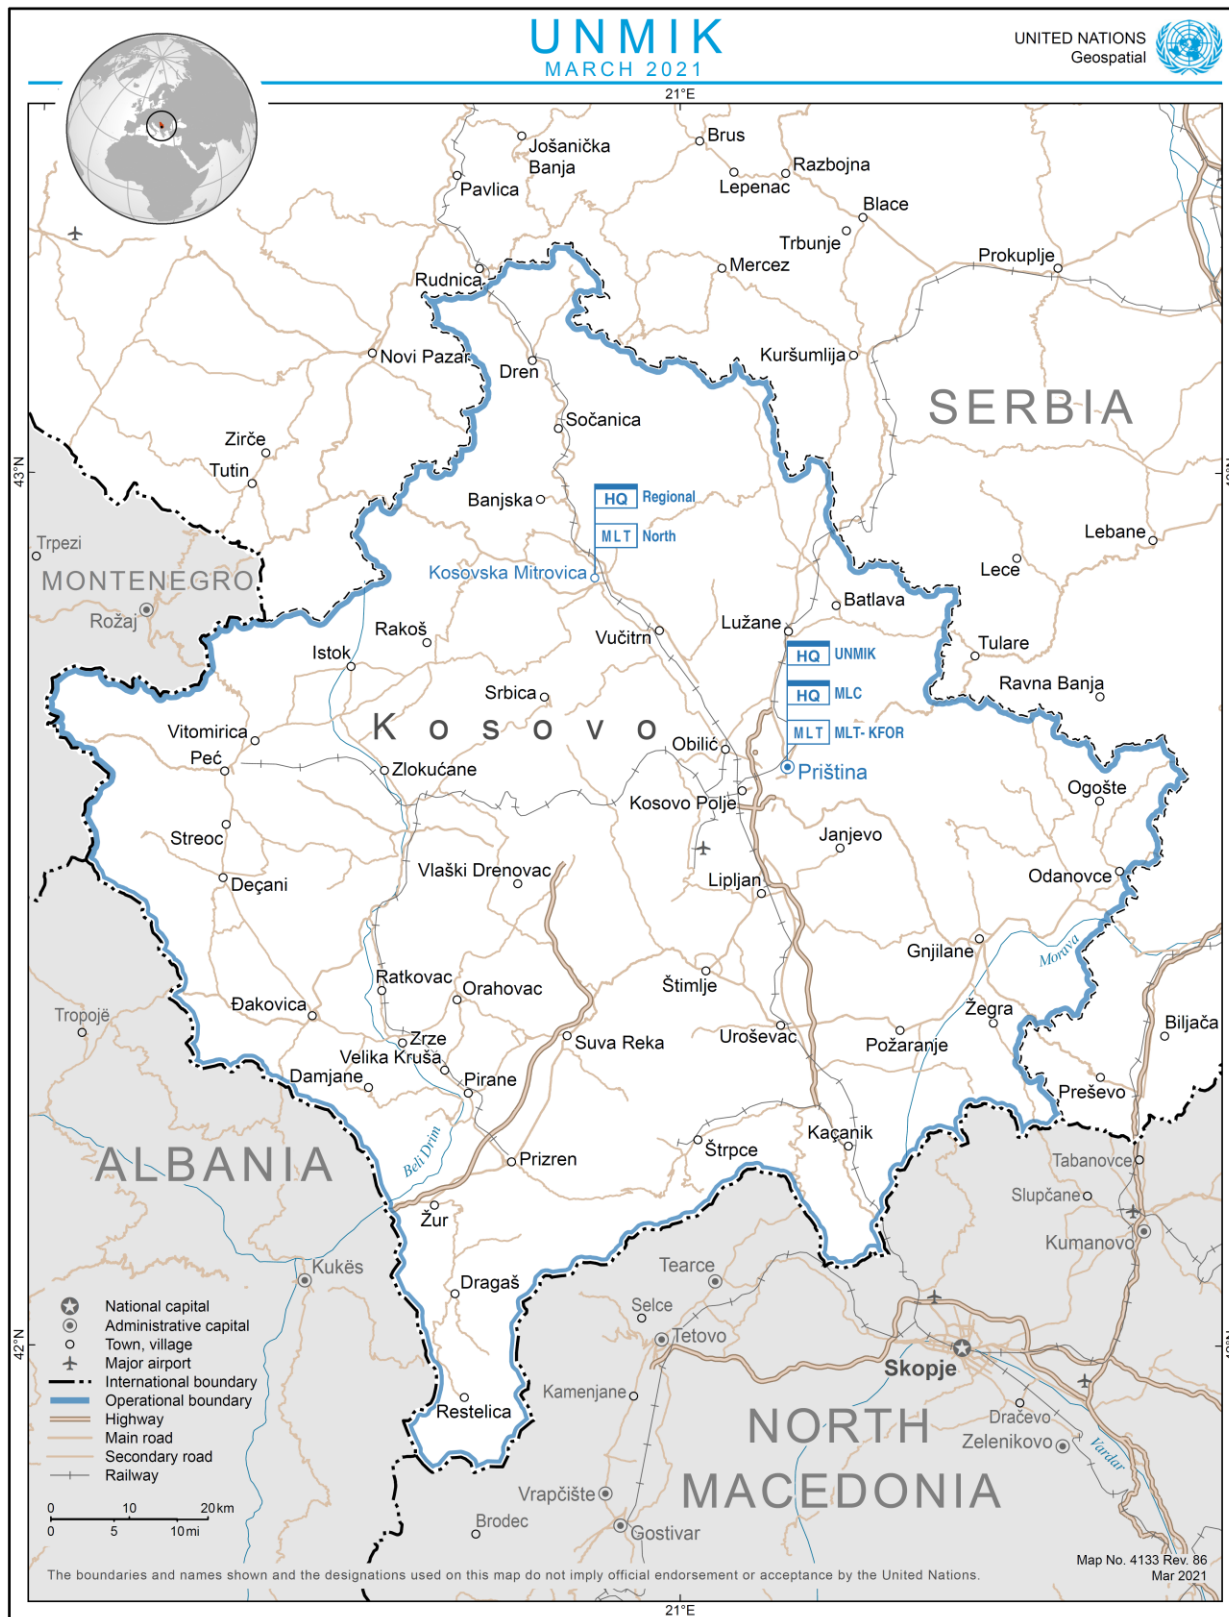 UNMIK
MARCH 2021
UNITED NATIONS
Geospatial
21°E
Jošanička
Banja
Brus
Pavlica
Lepenac
Razbojna
Blace
Trbunje
Prokuplje
Mercez
Rudnica
Novi Pazar
Dren
Kuršumlija
SERBIA
Sočanica
Zirče
Tutin
43°N
Banjska
HQ Regional
MLT North
Lebane
Trpezi
MONTENEGRO
Lece
Kosovska Mitrovica
Rožaj
Batlava
Rakoš
Vučitrn
Lužane
Istok
HQ UNMIK
Tulare
Srbica
HQ MLC
Ravna Banja
Kosovo
Vitomirica
MLT MLT- KFOR
Obilić
Peć
Zlokućane
Priština
Kosovo Polje
Ogošte
Streoc
Janjevo
Vlaški Drenovac
Deçani
Lipljan
Odanovce
Gnjilane
Morava
Ratkovac
Orahovac
Štimlje
Đakovica
Tropojë
Žegra
Biljača
Zrze
Suva Reka
Uroševac
Požaranje
Velika Kruša
Damjane
Pirane
Preševo
ALBANIA
Beli Drim
Štrpce
Kaçanik
Prizren
Tabanovce
Slupčane
Žur
Kumanovo
Kukës
Tearce
Dragaš
Selce
Tetovo
42°N
Skopje
Kamenjane
Restelica
Dračevo
NORTH
MACEDONIA
Zelenikovo
Vardar
Vrapčište
Brodec
Gostivar
National capital
Administrative capital
Town, village
Major airport
International boundary
Operational boundary
Highway
Main road
Secondary road
Railway
0 10 20 km
0 5 10 mi
The boundaries and names shown and the designations used on this map do not imply official endorsement or acceptance by the United Nations.
Map No. 4133 Rev. 86
Mar 2021
21°E